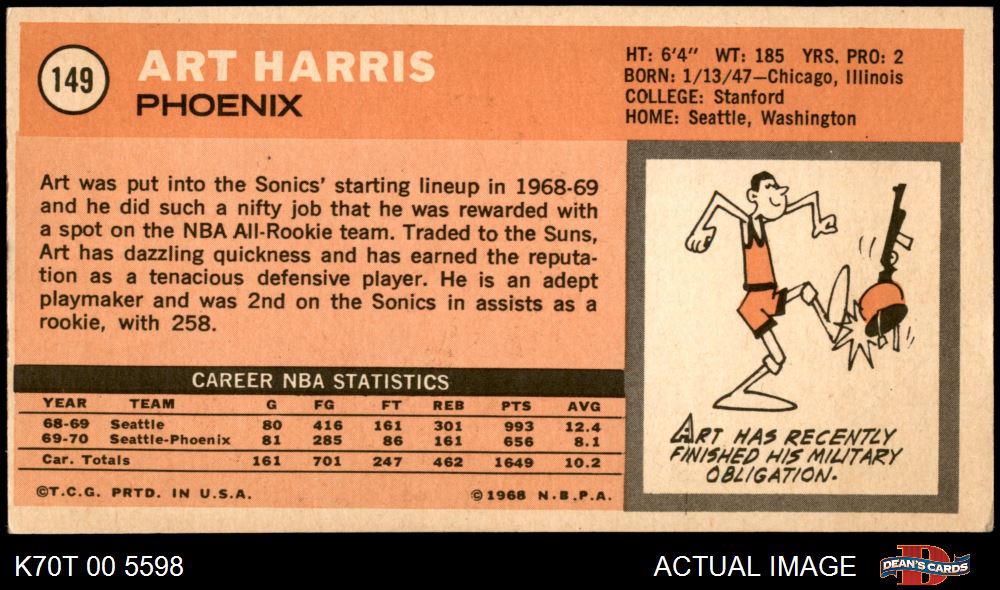 149
ART HARRIS
PHOENIX
HT: 6'4" WT: 185 YRS. PRO: 2
BORN: 1/13/47—Chicago, Illinois
COLLEGE: Stanford
HOME: Seattle, Washington
Art was put into the Sonics' starting lineup in 1968-69
and he did such a nifty job that he was rewarded with
a spot on the NBA All-Rookie team. Traded to the Suns,
Art has dazzling quickness and has earned the reputa-
tion as a tenacious defensive player. He is an adept
playmaker and was 2nd on the Sonics in assists as a
rookie, with 258.
CAREER NBA STATISTICS
YEAR TEAM G FG FT REB PTS AVG
68-69 Seattle 80 416 161 301 993 12.4
69-70 Seattle-Phoenix 81 285 86 161 656 8.1
Car. Totals 161 701 247 462 1649 10.2
©T.C.G. PRTD. IN U.S.A. ©1968 N.B.P.A.
ART HAS RECENTLY
FINISHED HIS MILITARY
OBLIGATION.
K70T 00 5598 ACTUAL IMAGE D DEAN'S CARDS